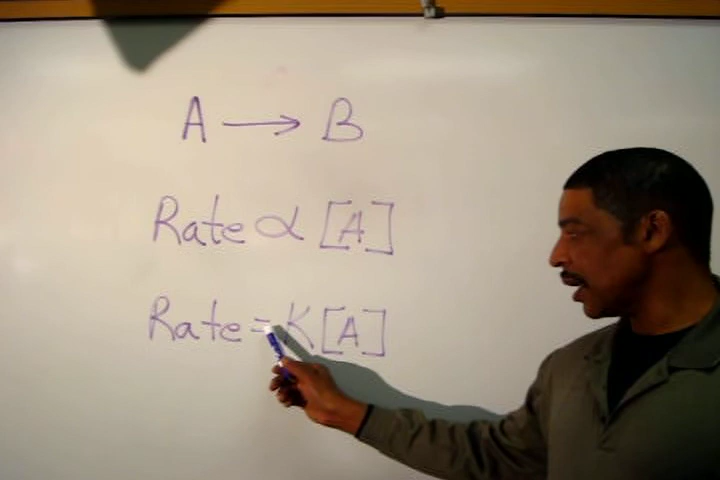 A → B
Rate ∝ [A]
Rate = K[A]